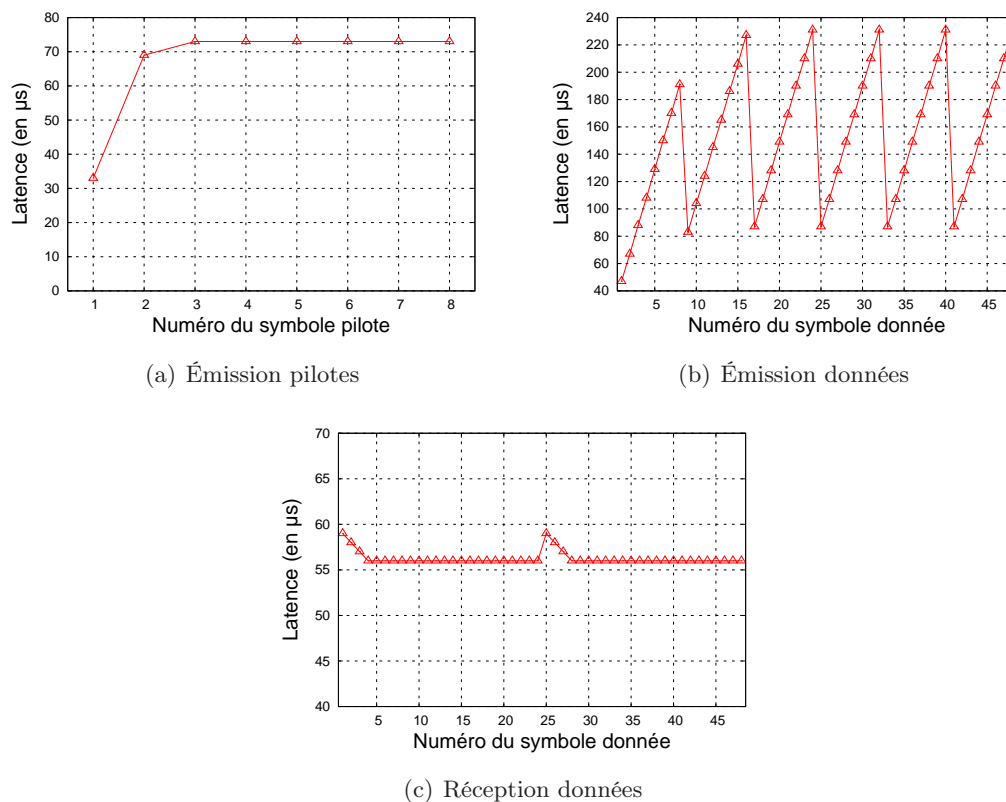 80
70
60
50
40
30
20
10
0
Latence (en µs)
1 2 3 4 5 6 7 8
Numéro du symbole pilote
(a) Émission pilotes
240
220
200
180
160
140
120
100
80
60
40
Latence (en µs)
5 10 15 20 25 30 35 40 45
Numéro du symbole donnée
(b) Émission données
70
65
60
55
50
45
40
Latence (en µs)
5 10 15 20 25 30 35 40 45
Numéro du symbole donnée
(c) Réception données